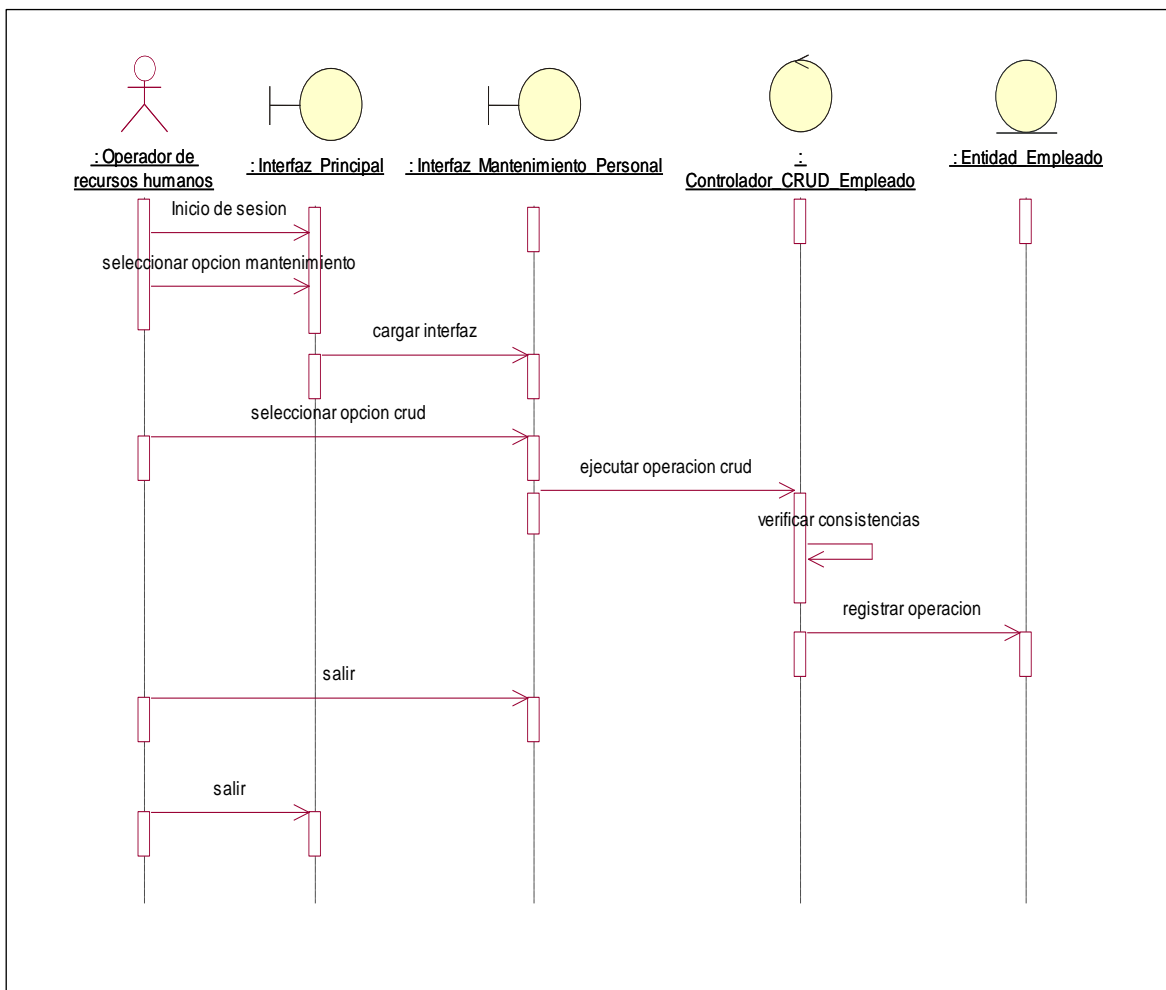 : Operador de
recursos humanos
: Interfaz_Principal
: Interfaz_Mantenimiento_Personal
:
Controlador_CRUD_Empleado
: Entidad_Empleado
Inicio de sesion
seleccionar opcion mantenimiento
cargar interfaz
seleccionar opcion crud
ejecutar operacion crud
verificar consistencias
registrar operacion
salir
salir